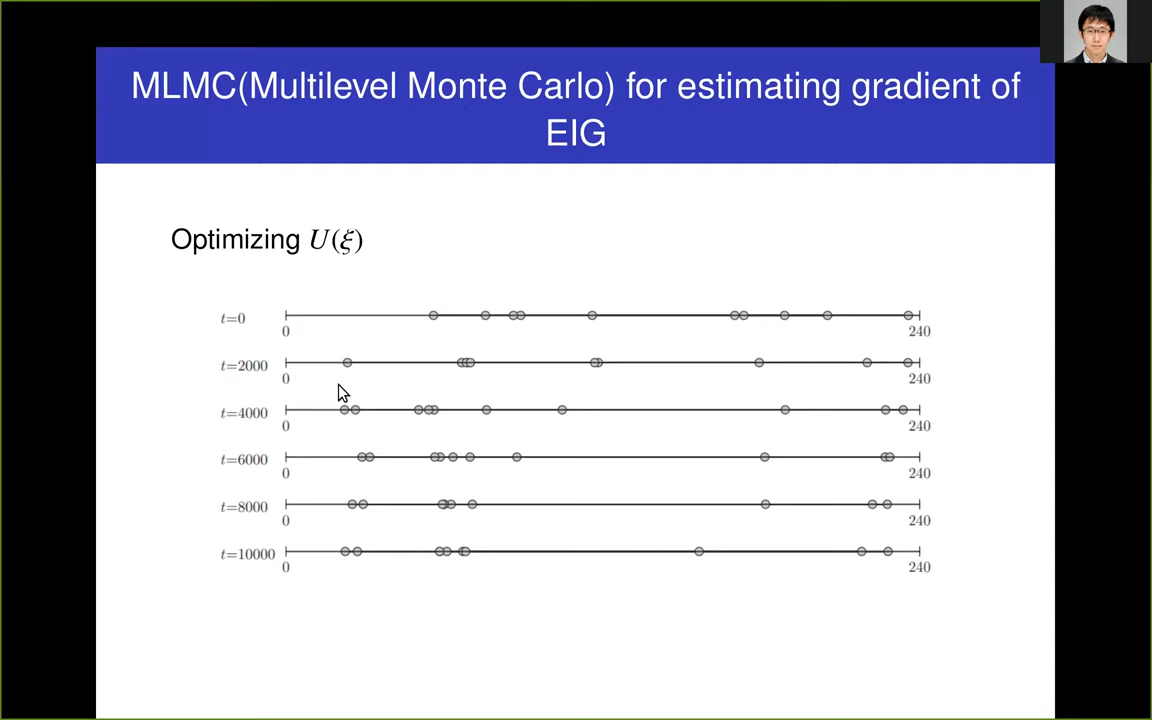 MLMC(Multilevel Monte Carlo) for estimating gradient of
EIG
Optimizing U(ξ)
t=0
0 240
t=2000
0 240
t=4000
0 240
t=6000
0 240
t=8000
0 240
t=10000
0 240